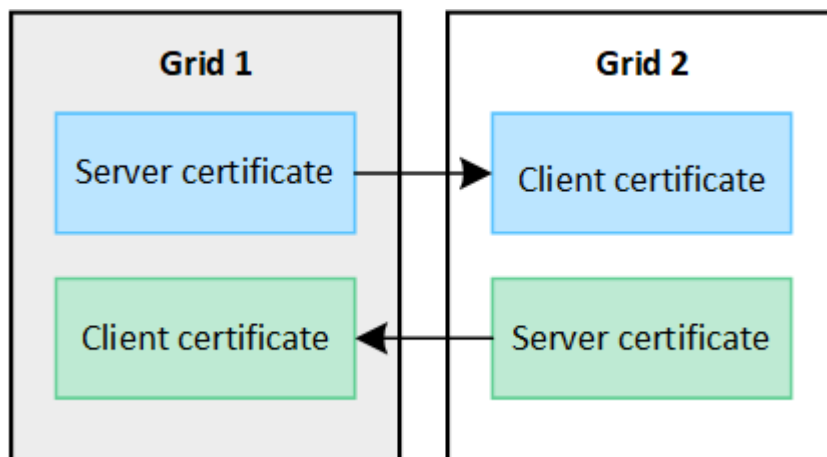 Grid 1
Grid 2
Server certificate
Client certificate
Client certificate
Server certificate